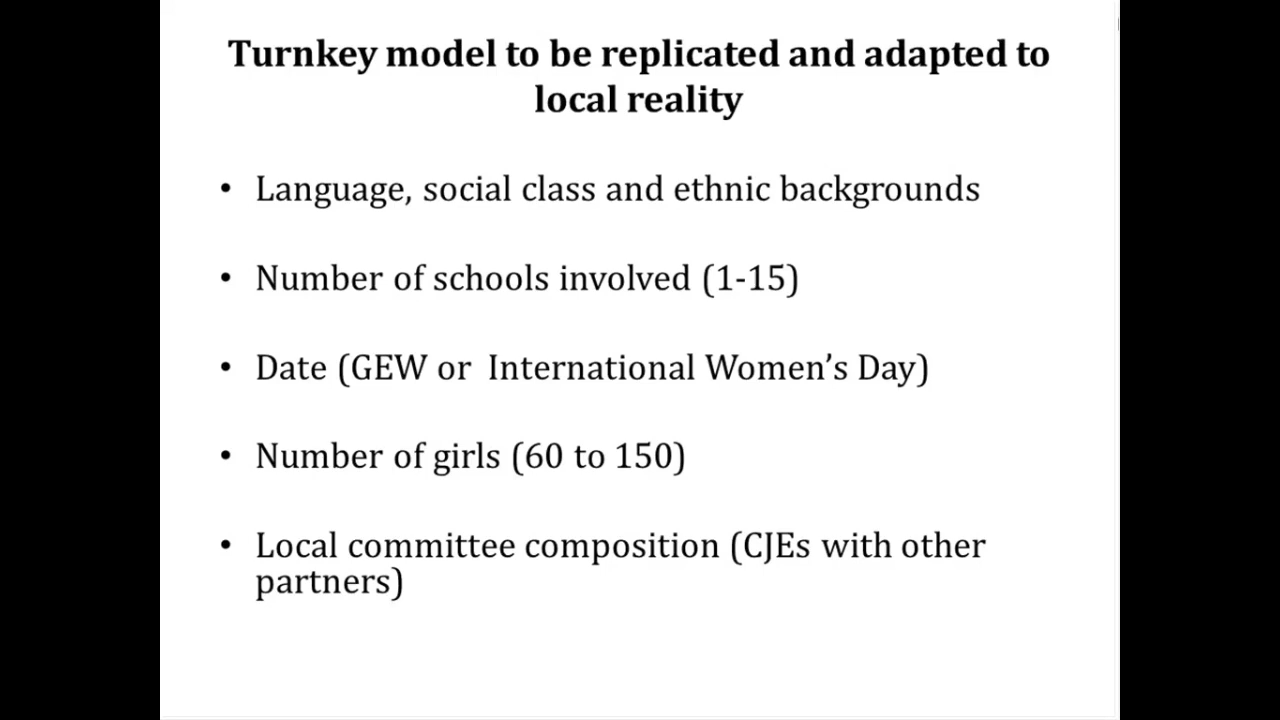 Turnkey model to be replicated and adapted to
local reality
• Language, social class and ethnic backgrounds
• Number of schools involved (1-15)
• Date (GEW or  International Women’s Day)
• Number of girls (60 to 150)
• Local committee composition (CJEs with other
partners)